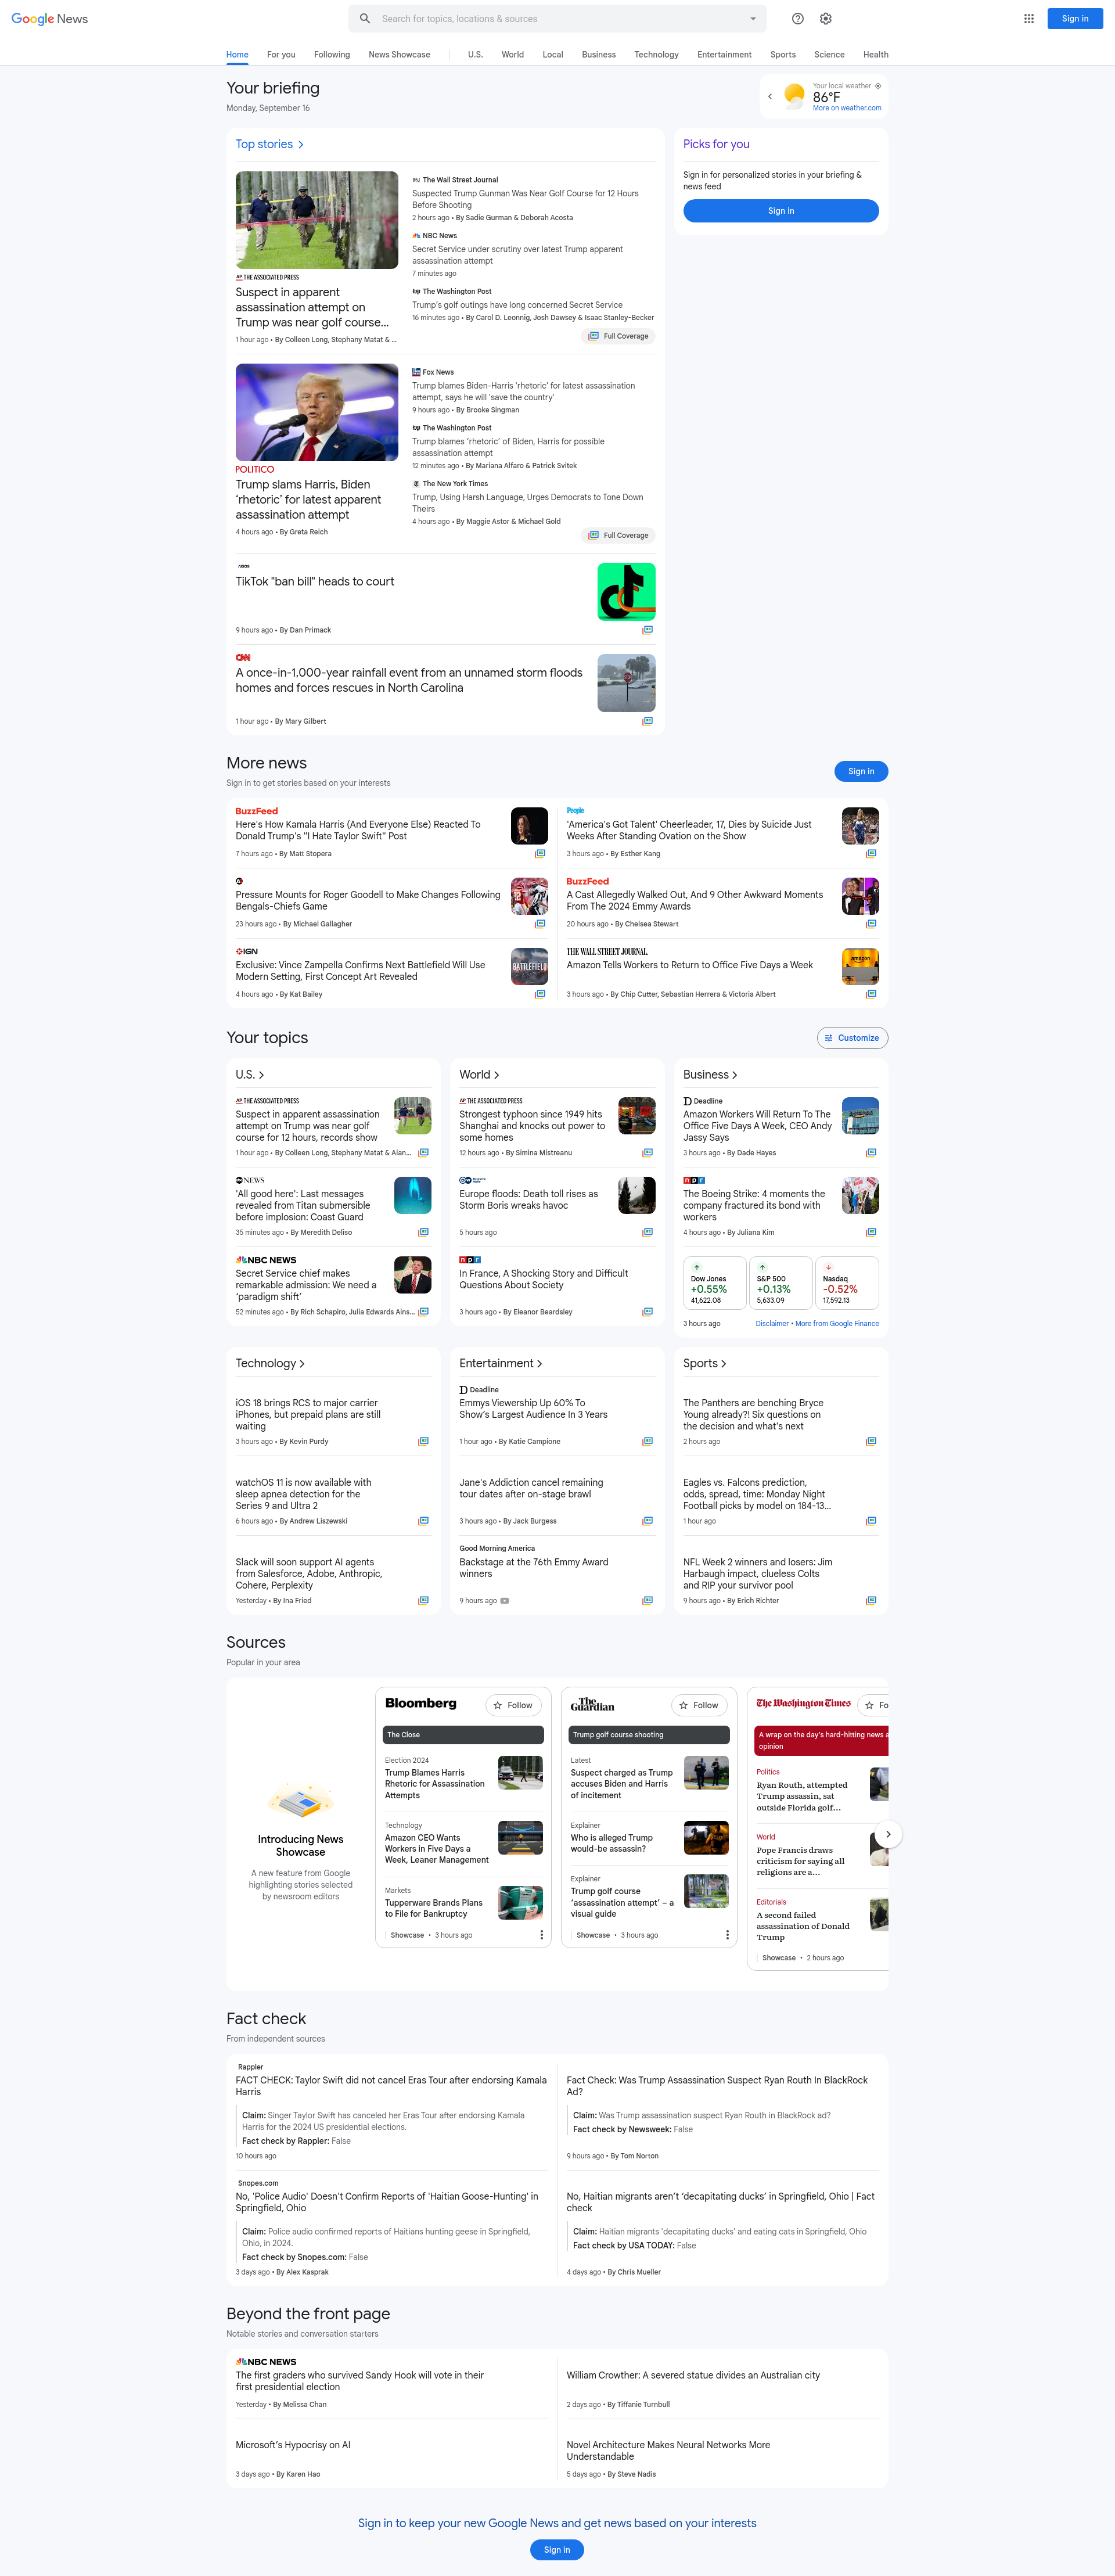 Google News
Search for topics, locations & sources
Sign in
Home
For you
Following
News Showcase
U.S.
World
Local
Business
Technology
Entertainment
Sports
Science
Health
Your briefing
Monday, September 16
Your local weather
86°F
More on weather.com
Top stories
THE ASSOCIATED PRESS
Suspect in apparent
assassination attempt on
Trump was near golf course...
1 hour ago • By Colleen Long, Stephany Matat & ...
The Wall Street Journal
Suspected Trump Gunman Was Near Golf Course for 12 Hours
Before Shooting
2 hours ago • By Sadie Gurman & Deborah Acosta
NBC News
Secret Service under scrutiny over latest Trump apparent
assassination attempt
7 minutes ago
The Washington Post
Trump's golf outings have long concerned Secret Service
16 minutes ago • By Carol D. Leonnig, Josh Dawsey & Isaac Stanley-Becker
Full Coverage
Picks for you
Sign in for personalized stories in your briefing &
news feed
Sign in
POLITICO
Trump slams Harris, Biden
‘rhetoric’ for latest apparent
assassination attempt
4 hours ago • By Greta Reich
Fox News
Trump blames Biden-Harris 'rhetoric' for latest assassination
attempt, says he will 'save the country'
9 hours ago • By Brooke Singman
The Washington Post
Trump blames ‘rhetoric’ of Biden, Harris for possible
assassination attempt
12 minutes ago • By Mariana Alfaro & Patrick Svitek
The New York Times
Trump, Using Harsh Language, Urges Democrats to Tone Down
Theirs
4 hours ago • By Maggie Astor & Michael Gold
Full Coverage
AXIOS
TikTok "ban bill" heads to court
9 hours ago • By Dan Primack
CNN
A once-in-1,000-year rainfall event from an unnamed storm floods
homes and forces rescues in North Carolina
1 hour ago • By Mary Gilbert
More news
Sign in to get stories based on your interests
Sign in
BuzzFeed
Here's How Kamala Harris (And Everyone Else) Reacted To
Donald Trump's "I Hate Taylor Swift" Post
7 hours ago • By Matt Stopera
People
'America's Got Talent' Cheerleader, 17, Dies by Suicide Just
Weeks After Standing Ovation on the Show
3 hours ago • By Esther Kang
Pressure Mounts for Roger Goodell to Make Changes Following
Bengals-Chiefs Game
23 hours ago • By Michael Gallagher
BuzzFeed
A Cast Allegedly Walked Out, And 9 Other Awkward Moments
From The 2024 Emmy Awards
20 hours ago • By Chelsea Stewart
IGN
Exclusive: Vince Zampella Confirms Next Battlefield Will Use
Modern Setting, First Concept Art Revealed
4 hours ago • By Kat Bailey
BATTLEFIELD
THE WALL STREET JOURNAL
Amazon Tells Workers to Return to Office Five Days a Week
3 hours ago • By Chip Cutter, Sebastian Herrera & Victoria Albert
amazon
Your topics
Customize
U.S.
THE ASSOCIATED PRESS
Suspect in apparent assassination
attempt on Trump was near golf
course for 12 hours, records show
1 hour ago • By Colleen Long, Stephany Matat & Alan...
NEWS
'All good here': Last messages
revealed from Titan submersible
before implosion: Coast Guard
35 minutes ago • By Meredith Deliso
NBC NEWS
Secret Service chief makes
remarkable admission: We need a
‘paradigm shift’
52 minutes ago • By Rich Schapiro, Julia Edwards Ains...
World
THE ASSOCIATED PRESS
Strongest typhoon since 1949 hits
Shanghai and knocks out power to
some homes
12 hours ago • By Simina Mistreanu
Europe floods: Death toll rises as
Storm Boris wreaks havoc
5 hours ago
npr
In France, A Shocking Story and Difficult
Questions About Society
3 hours ago • By Eleanor Beardsley
Business
Deadline
Amazon Workers Will Return To The
Office Five Days A Week, CEO Andy
Jassy Says
3 hours ago • By Dade Hayes
npr
The Boeing Strike: 4 moments the
company fractured its bond with
workers
4 hours ago • By Juliana Kim
Dow Jones
+0.55%
41,622.08
S&P 500
+0.13%
5,633.09
Nasdaq
-0.52%
17,592.13
3 hours ago
Disclaimer • More from Google Finance
Technology
iOS 18 brings RCS to major carrier
iPhones, but prepaid plans are still
waiting
3 hours ago • By Kevin Purdy
watchOS 11 is now available with
sleep apnea detection for the
Series 9 and Ultra 2
6 hours ago • By Andrew Liszewski
Slack will soon support AI agents
from Salesforce, Adobe, Anthropic,
Cohere, Perplexity
Yesterday • By Ina Fried
Entertainment
Deadline
Emmys Viewership Up 60% To
Show's Largest Audience In 3 Years
1 hour ago • By Katie Campione
Jane's Addiction cancel remaining
tour dates after on-stage brawl
3 hours ago • By Jack Burgess
Good Morning America
Backstage at the 76th Emmy Award
winners
9 hours ago
Sports
The Panthers are benching Bryce
Young already?! Six questions on
the decision and what's next
2 hours ago
Eagles vs. Falcons prediction,
odds, spread, time: Monday Night
Football picks by model on 184-13...
1 hour ago
NFL Week 2 winners and losers: Jim
Harbaugh impact, clueless Colts
and RIP your survivor pool
9 hours ago • By Erich Richter
Sources
Popular in your area
Introducing News
Showcase
A new feature from Google
highlighting stories selected
by newsroom editors
Bloomberg
Follow
The Close
Election 2024
Trump Blames Harris
Rhetoric for Assassination
Attempts
Technology
Amazon CEO Wants
Workers in Five Days a
Week, Leaner Management
Markets
Tupperware Brands Plans
to File for Bankruptcy
Showcase • 3 hours ago
The Guardian
Follow
Trump golf course shooting
Latest
Suspect charged as Trump
accuses Biden and Harris
of incitement
Explainer
Who is alleged Trump
would-be assassin?
Explainer
Trump golf course
‘assassination attempt’ – a
visual guide
Showcase • 3 hours ago
The Washington Times
Fo
A wrap on the day's hard-hitting news a
opinion
Politics
Ryan Routh, attempted
Trump assassin, sat
outside Florida golf...
World
Pope Francis draws
criticism for saying all
religions are a...
Editorials
A second failed
assassination of Donald
Trump
Showcase • 2 hours ago
Fact check
From independent sources
Rappler
FACT CHECK: Taylor Swift did not cancel Eras Tour after endorsing Kamala
Harris
Claim: Singer Taylor Swift has canceled her Eras Tour after endorsing Kamala
Harris for the 2024 US presidential elections.
Fact check by Rappler: False
10 hours ago
Fact Check: Was Trump Assassination Suspect Ryan Routh In BlackRock
Ad?
Claim: Was Trump assassination suspect Ryan Routh in BlackRock ad?
Fact check by Newsweek: False
9 hours ago • By Tom Norton
Snopes.com
No, 'Police Audio' Doesn't Confirm Reports of 'Haitian Goose-Hunting' in
Springfield, Ohio
Claim: Police audio confirmed reports of Haitians hunting geese in Springfield,
Ohio, in 2024.
Fact check by Snopes.com: False
3 days ago • By Alex Kasprak
No, Haitian migrants aren’t ‘decapitating ducks’ in Springfield, Ohio | Fact
check
Claim: Haitian migrants 'decapitating ducks' and eating cats in Springfield, Ohio
Fact check by USA TODAY: False
4 days ago • By Chris Mueller
Beyond the front page
Notable stories and conversation starters
NBC NEWS
The first graders who survived Sandy Hook will vote in their
first presidential election
Yesterday • By Melissa Chan
William Crowther: A severed statue divides an Australian city
2 days ago • By Tiffanie Turnbull
Microsoft's Hypocrisy on AI
3 days ago • By Karen Hao
Novel Architecture Makes Neural Networks More
Understandable
5 days ago • By Steve Nadis
Sign in to keep your new Google News and get news based on your interests
Sign in